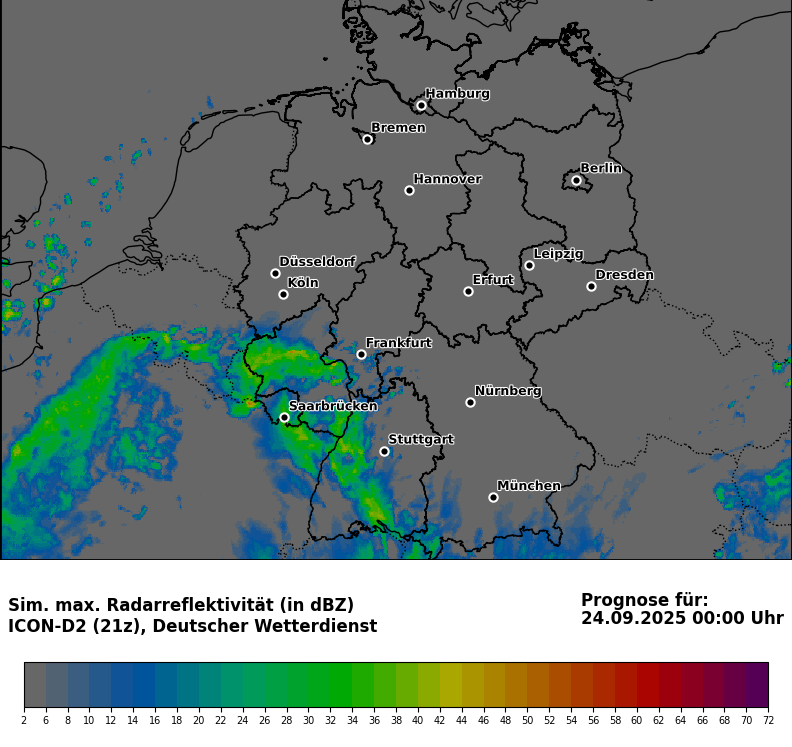 Hamburg
Bremen
Berlin
Hannover
Leipzig
Düsseldorf
Dresden
Köln
Erfurt
Frankfurt
Nürnberg
Saarbrücken
Stuttgart
München
Sim. max. Radarreflektivität (in dBZ)
ICON-D2 (21z), Deutscher Wetterdienst
Prognose für:
24.09.2025 00:00 Uhr
2 6 8 10 12 14 16 18 20 22 24 26 28 30 32 34 36 38 40 42 44 46 48 50 52 54 56 58 60 62 64 66 68 70 72